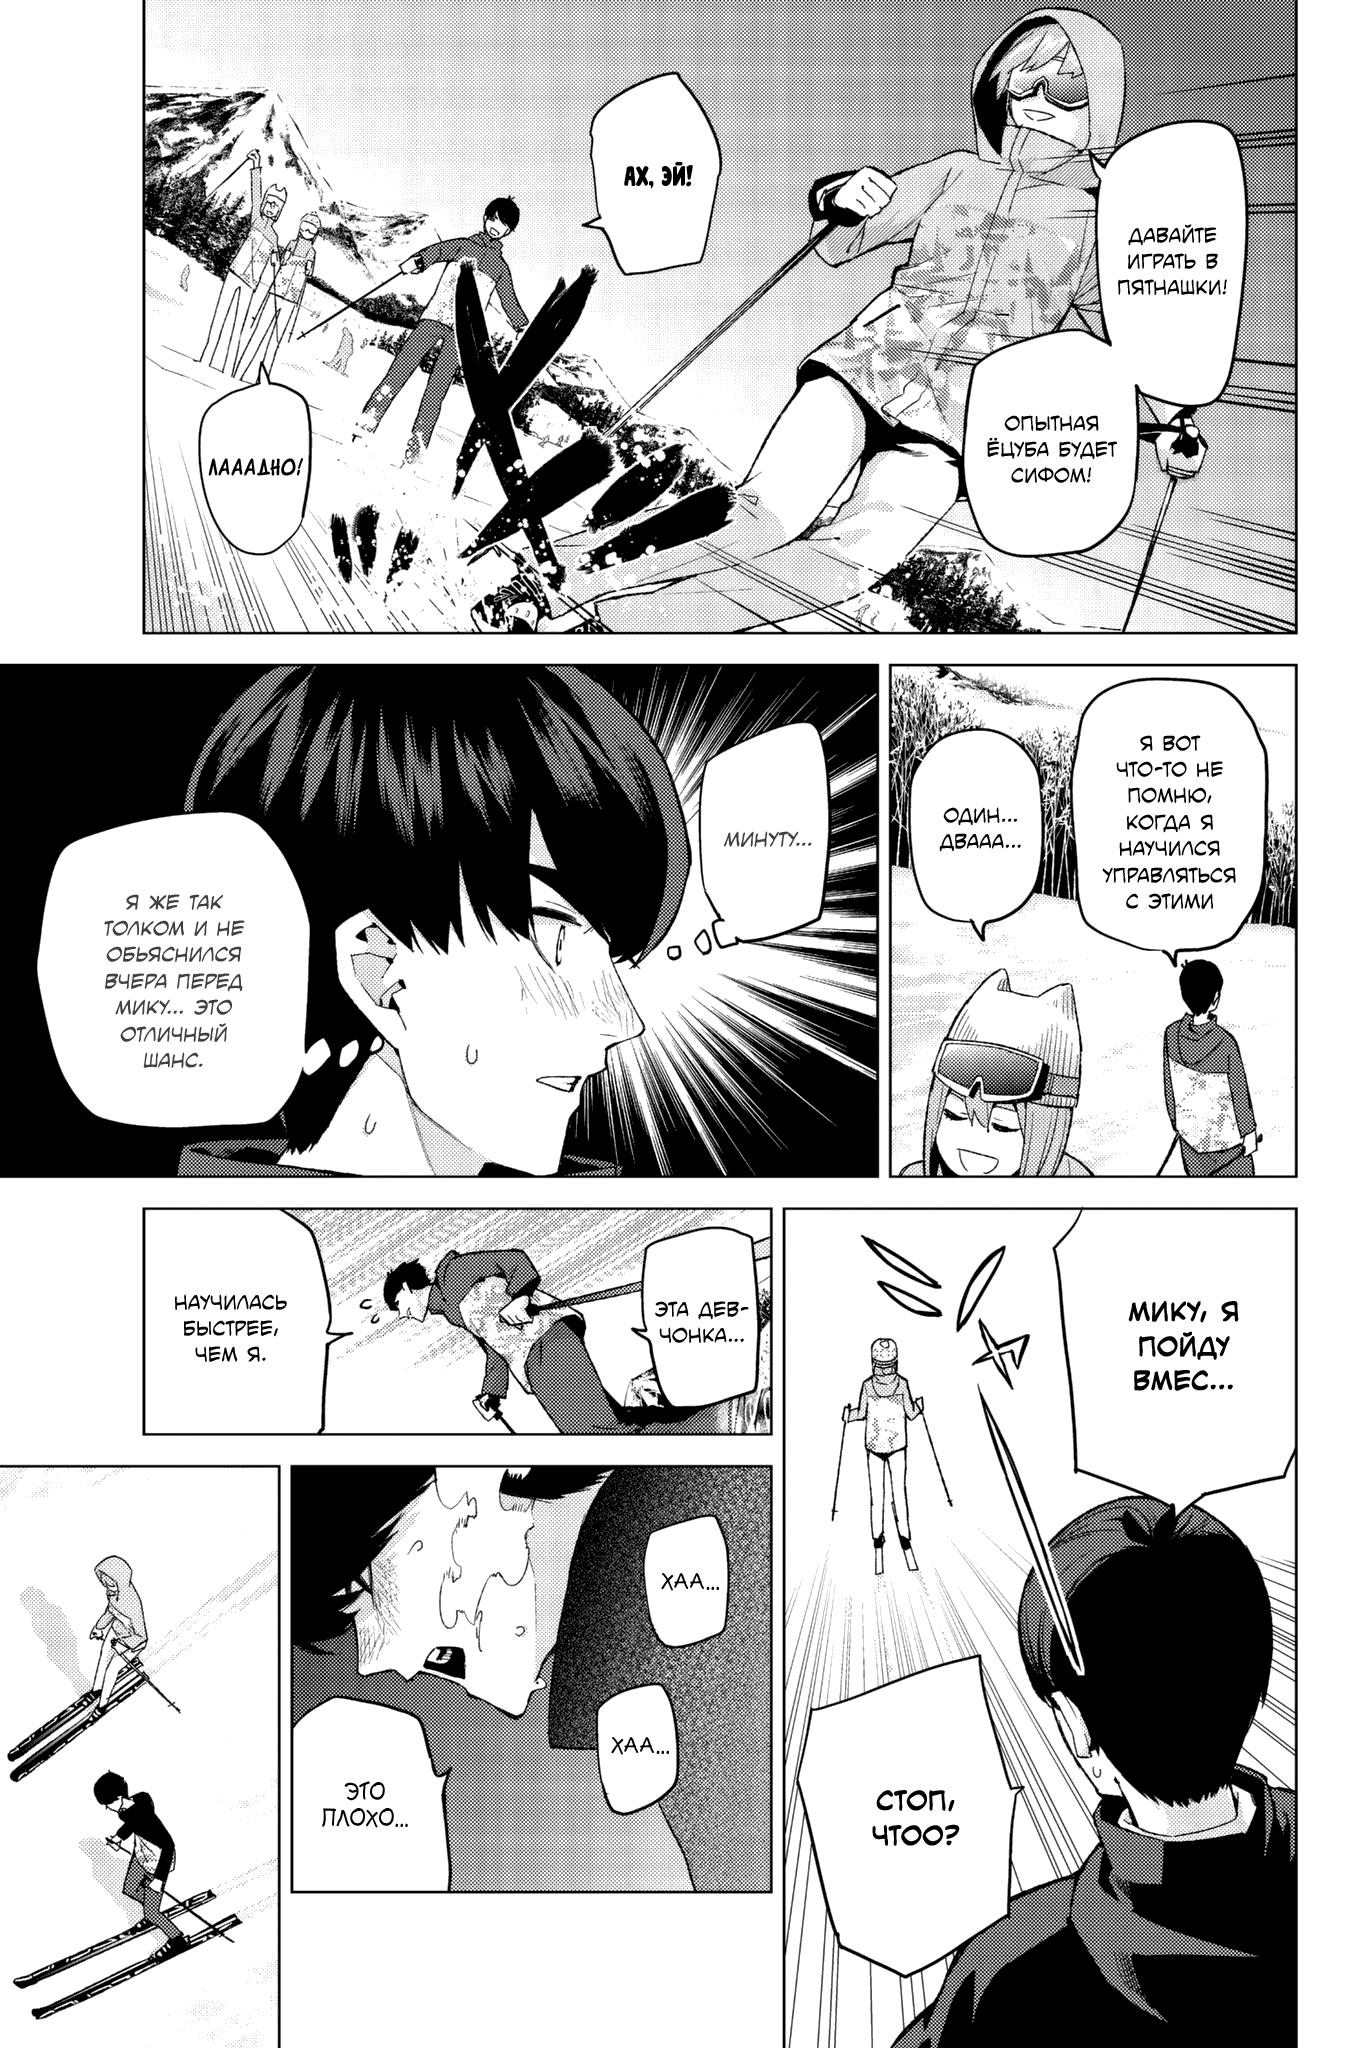 ДАВАЙТЕ
ИГРАТЬ В
ПЯТНАШКИ!
ОПЫТНАЯ
ЁЦУБА БУДЕТ
СИФОМ!
АХ, ЭЙ!
ЛАААДНО!
Я ВОТ
ЧТО-ТО НЕ
ПОМНЮ,
КОГДА Я
НАУЧИЛСЯ
УПРАВЛЯТЬСЯ
С ЭТИМИ
ОДИН...
ДВААА...
МИНУТУ...
Я ЖЕ ТАК
ТОЛКОМ И НЕ
ОБЬЯСНИЛСЯ
ВЧЕРА ПЕРЕД
МИКУ... ЭТО
ОТЛИЧНЫЙ
ШАНС.
МИКУ, Я
ПОЙДУ
ВМЕС...
СТОП,
ЧТОО?
ЭТА ДЕВ-
ЧОНКА...
НАУЧИЛАСЬ
БЫСТРЕЕ,
ЧЕМ Я.
ХАА...
ХАА...
ЭТО
ПЛОХО...